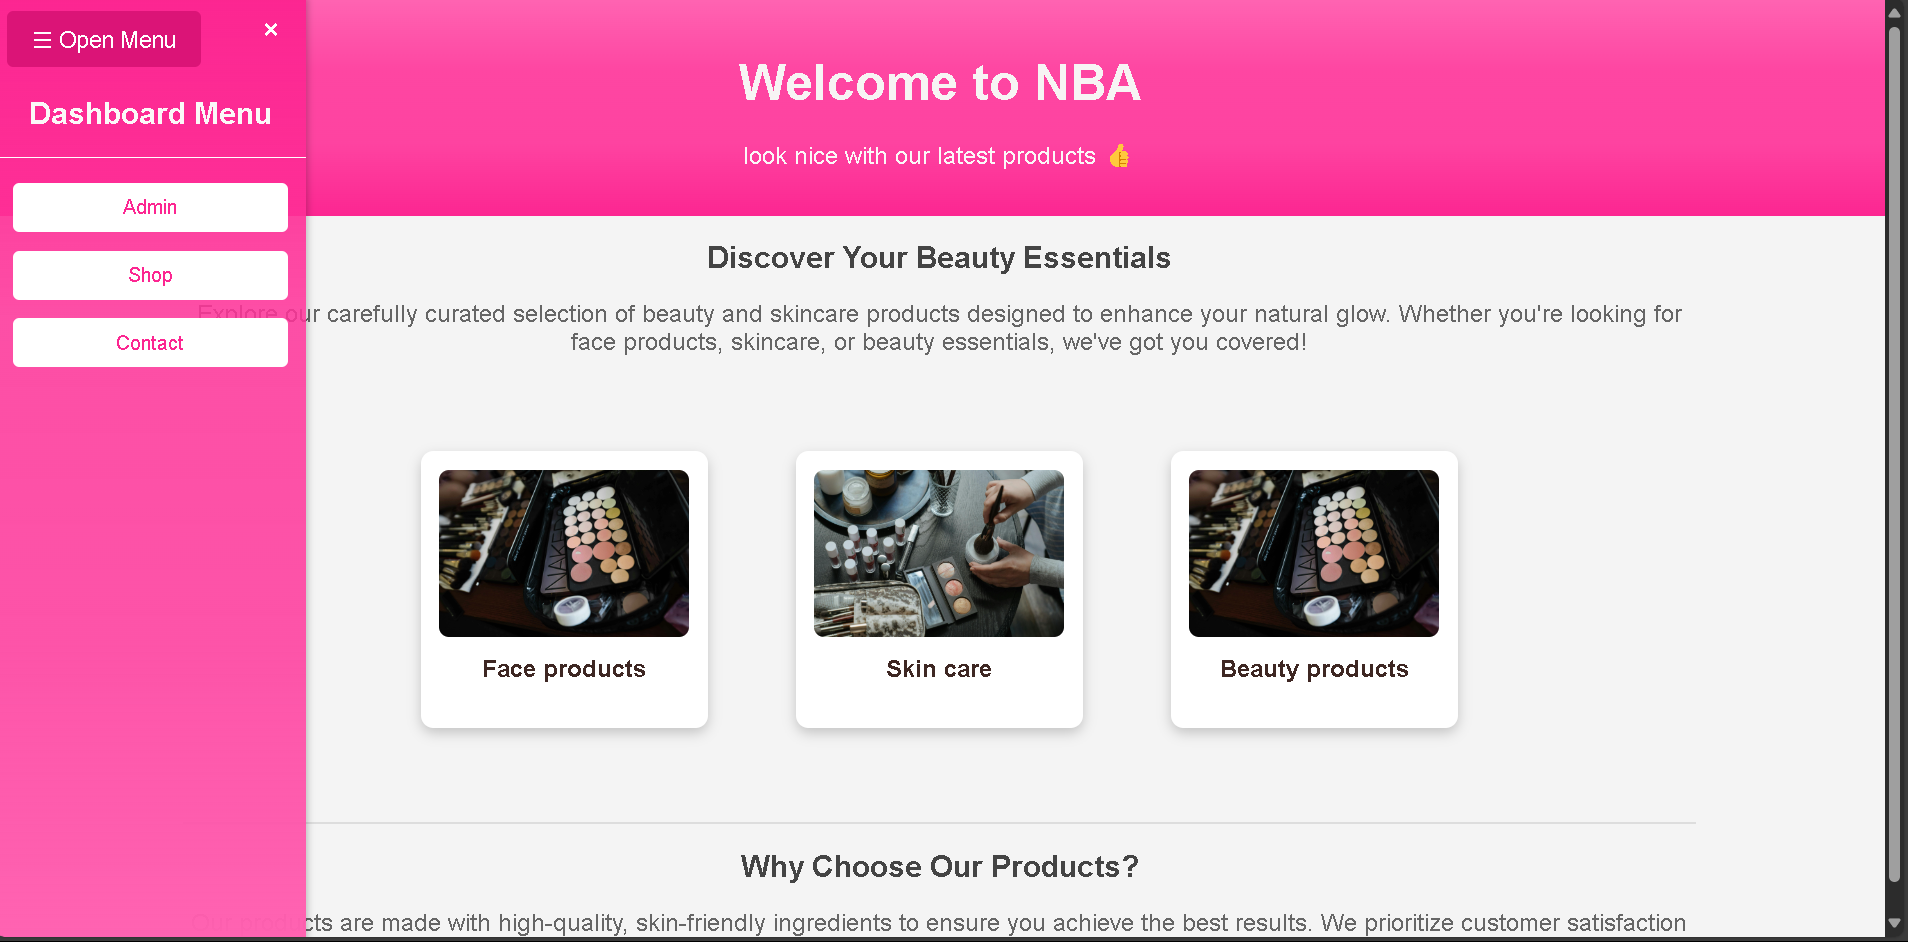 ☰ Open Menu
×
Dashboard Menu
Admin
Shop
Contact
Welcome to NBA
look nice with our latest products 👍
Discover Your Beauty Essentials
Explore our carefully curated selection of beauty and skincare products designed to enhance your natural glow. Whether you're looking for
face products, skincare, or beauty essentials, we've got you covered!
NAKED
Face products
Skin care
NAKED
Beauty products
Why Choose Our Products?
Our products are made with high-quality, skin-friendly ingredients to ensure you achieve the best results. We prioritize customer satisfaction